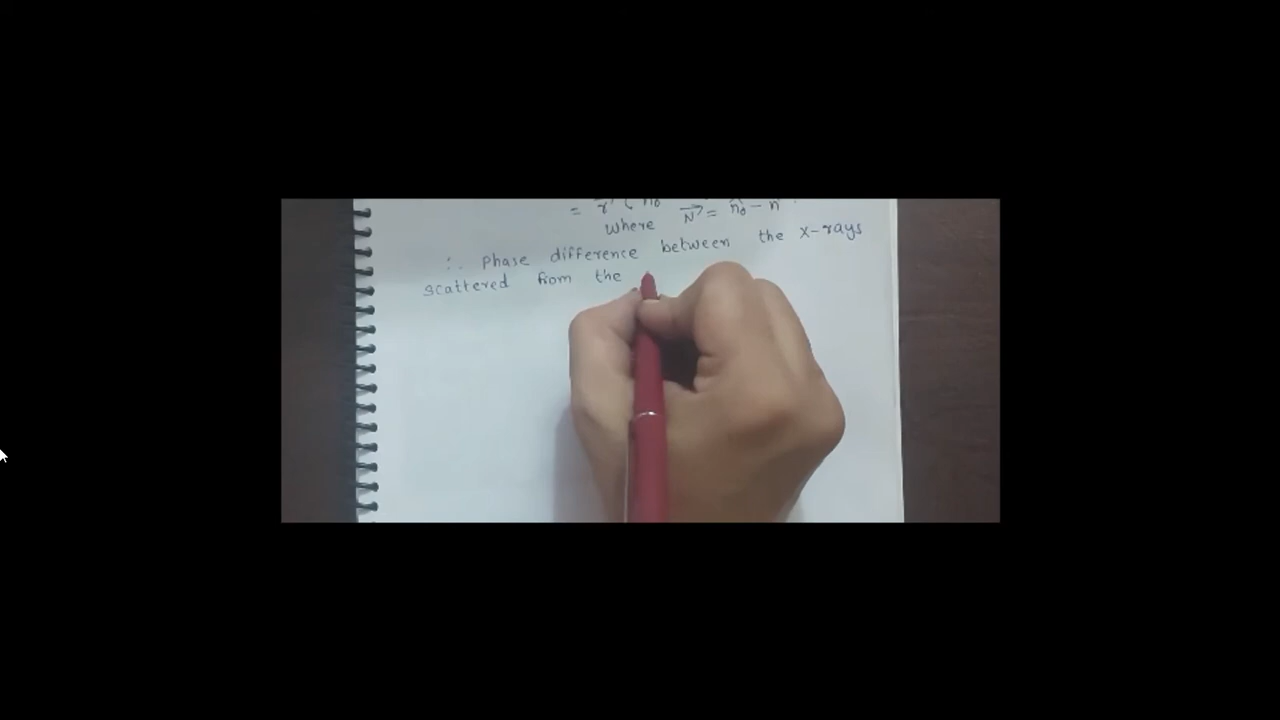 =
where N⃗ = n̂₀ - n̂
∴ Phase difference between the x-rays
scattered from the